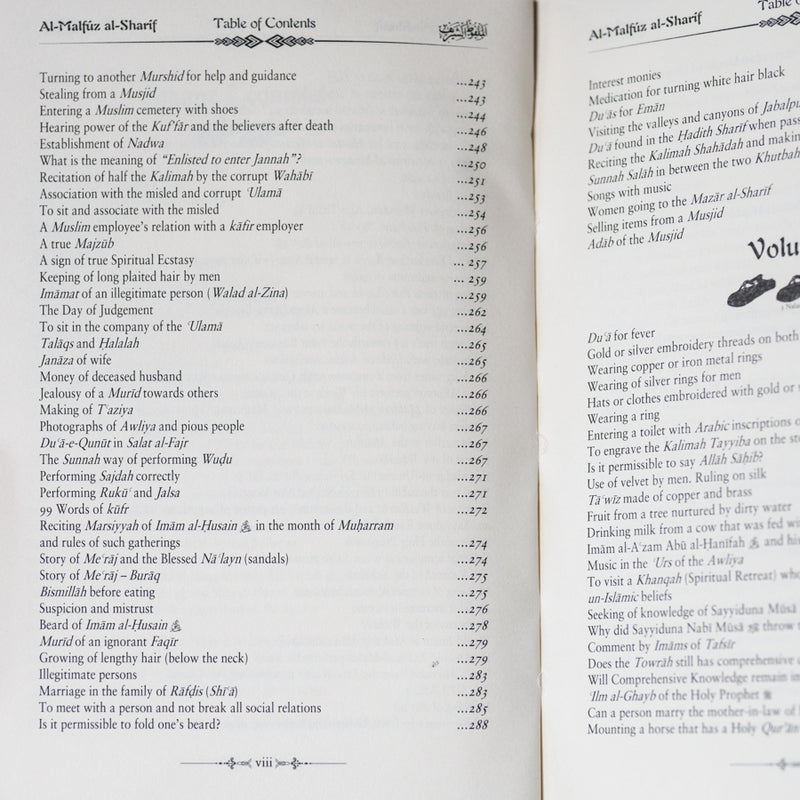 Al-Malfúz al-Sharíf
Table of Contents
Turning to another Murshid for help and guidance ...243
Stealing from a Musjid ...243
Entering a Muslim cemetery with shoes ...244
Hearing power of the Kuf'fár and the believers after death ...246
Establishment of Nadwa ...248
What is the meaning of "Enlisted to enter Jannah"? ...250
Recitation of half the Kalimah by the corrupt Wahābī ...251
Association with the misled and corrupt 'Ulamā ...253
To sit and associate with the misled ...254
A Muslim employee's relation with a kāfir employer ...256
A true Majzūb ...256
A sign of true Spiritual Ecstasy ... 257
Keeping of long plaited hair by men ... 259
Imāmat of an illegitimate person (Walad al-Zina) ...259
The Day of Judgement ...262
To sit in the company of the 'Ulamā ...264
Talāqs and Ḥalalah ...265
Janāza of wife ...265
Money of deceased husband ...266
Jealousy of a Murīd towards others ...266
Making of T'aziya ...266
Photographs of Awliya and pious people ...267
Du'ā-e-Qunūt in Salat al-Fajr ...267
The Sunnah way of performing Wuḍu ...267
Performing Sajdah correctly ...271
Performing Rukū' and Jalsa ...271
99 Words of kūfr ...272
Reciting Marsiyyah of Imām al-Ḥusain in the month of Muḥarram
and rules of such gatherings ...274
Story of Me'rāj and the Blessed Nā'layn (sandals) ...274
Story of Me'rāj – Burāq ...275
Bismillāh before eating ...275
Suspicion and mistrust ...276
Beard of Imām al-Ḥusain ...278
Murīd of an ignorant Faqīr ...279
Growing of lengthy hair (below the neck) ...279
Illegitimate persons ...283
Marriage in the family of Rāfḍis (Shī'ā) ...283
To meet with a person and not break all social relations ...285
Is it permissible to fold one's beard? ...288
viii
Al-Malfúz al-Sharíf
Table
Interest monies
Medication for turning white hair black
Du'ās for Emān
Visiting the valleys and canyons of Jabalpu
Du'ā found in the Ḥadith Sharīf when pass
Reciting the Kalimah Shahādah and makin
Sunnah Salāh in between the two Khutbah
Songs with music
Women going to the Mazār al-Sharīf
Selling items from a Musjid
Adāb of the Musjid
Volu
Du'ā for fever
Gold or silver embroidery threads on both
Wearing copper or iron metal rings
Wearing of silver rings for men
Hats or clothes embroidered with gold or
Wearing a ring
Entering a toilet with Arabic inscriptions
To engrave the Kalimah Tayyiba on the
Is it permissible to say Allāh Sāḥib?
Use of velvet by men. Ruling on silk
Tā'wīz made of copper and brass
Fruit from a tree nurtured by dirty water
Drinking milk from a cow that was fed
Imām al-A'zam Abū al-Ḥanīfah and
Music in the 'Urs of the Awliya
To visit a Khanqah (Spiritual Retreat)
un-Islāmic beliefs
Seeking of knowledge of Sayyiduna Mūsā
Why did Sayyiduna Nabī Mūsā throw
Comment by Imāms of Tafsīr
Does the Towrāh still has comprehensive
Will Comprehensive Knowledge remain
'Ilm al-Ghayb of the Holy Prophet
Can a person marry the mother-in-law of
Mounting a horse that has a Holy Qur'ān